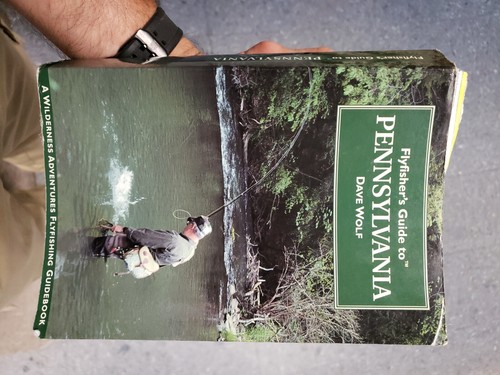 Flyfisher's Guide to™
PENNSYLVANIA
DAVE WOLF
A WILDERNESS ADVENTURES FLYFISHING GUIDEBOOK
Flyfisher's Guide to™ PENNSYLVANIA